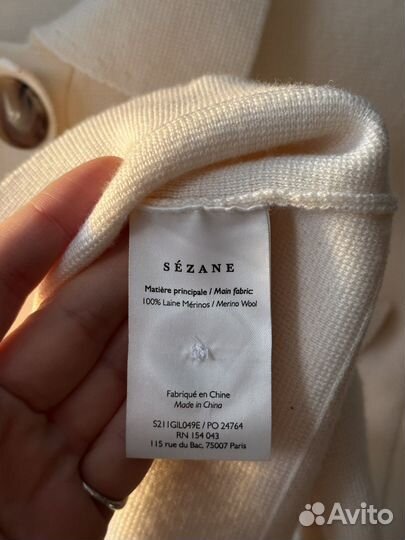 SÉZANE
Matière principale / Main fabric:
100% Laine Mérinos / Merino Wool
Fabriqué en Chine
Made in China
S211GIL049E / PO 24764
RN 154 043
115 rue du Bac, 75007 Paris
Avito